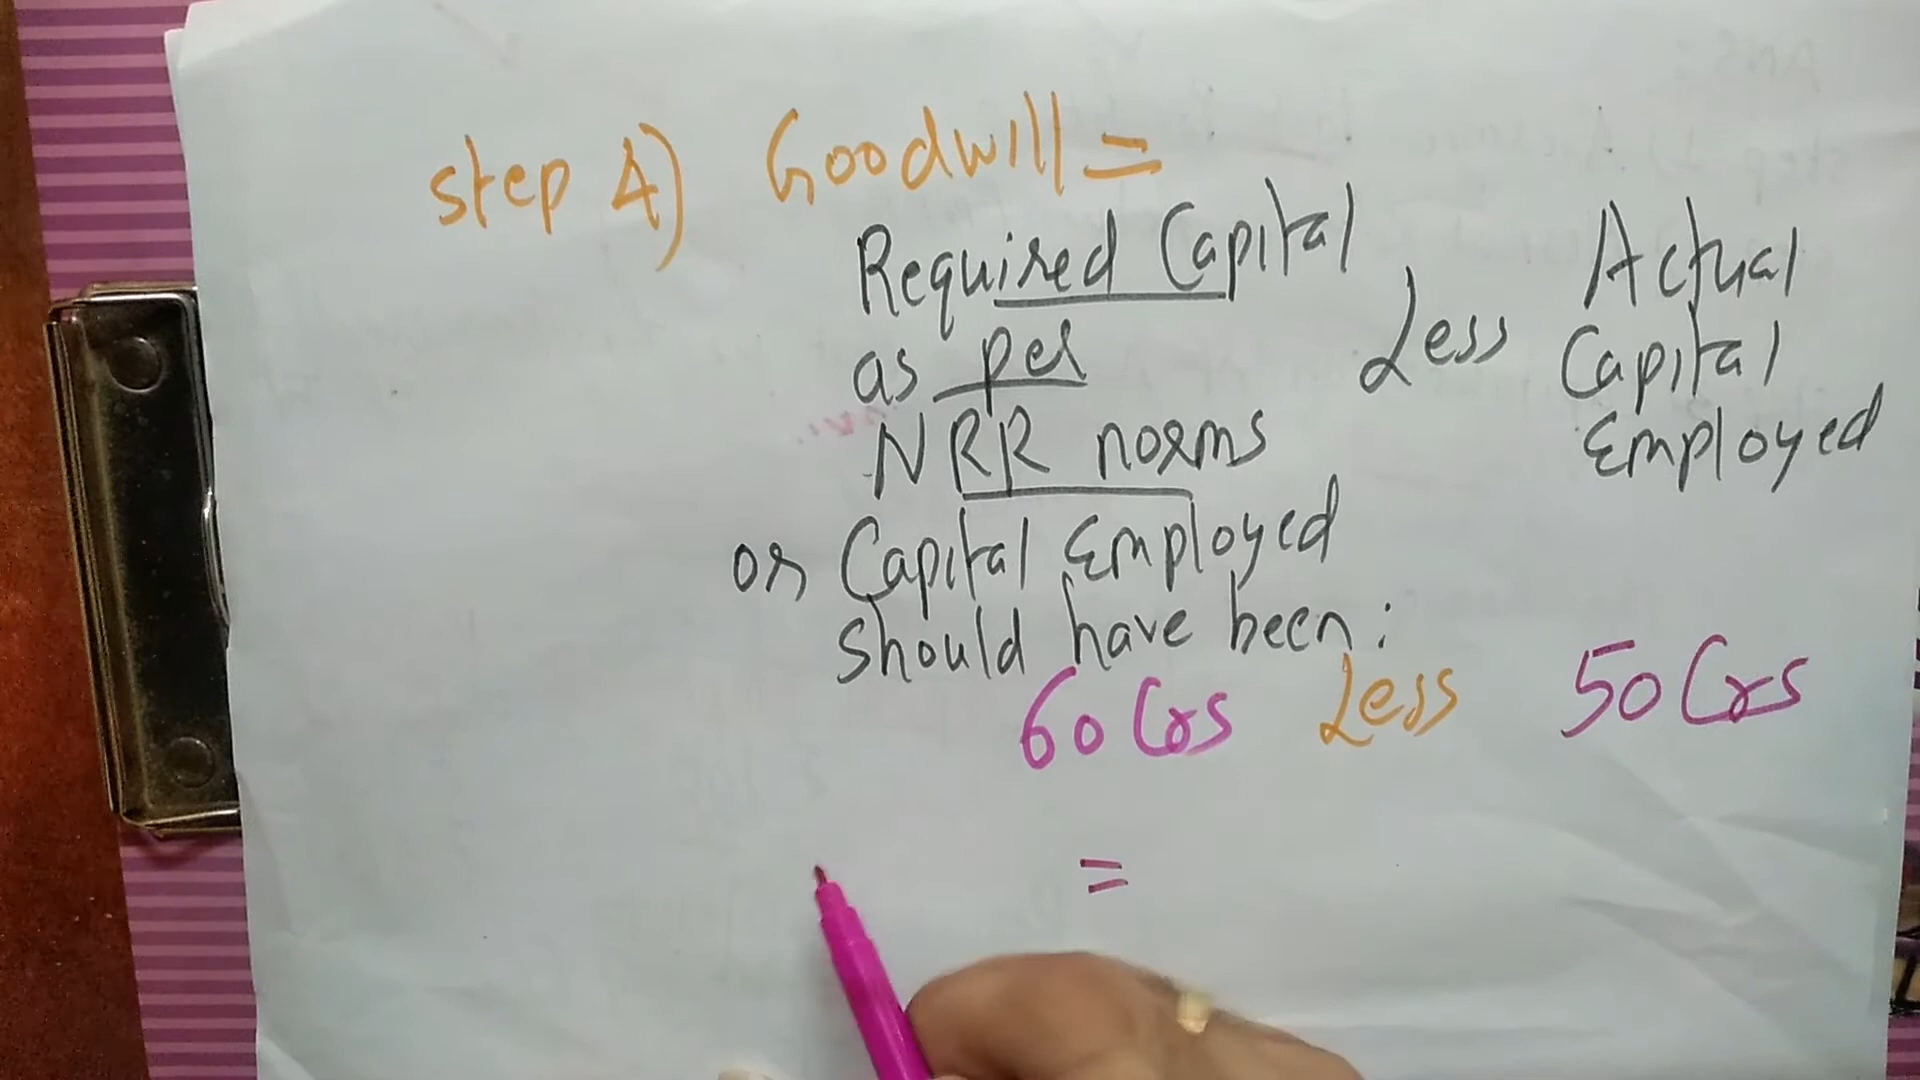 step 4) Goodwill =
Required Capital
as per
NRR norms
Less
Actual
Capital
Employed
or Capital Employed
should have been:
60 Crs Less 50 Crs
=